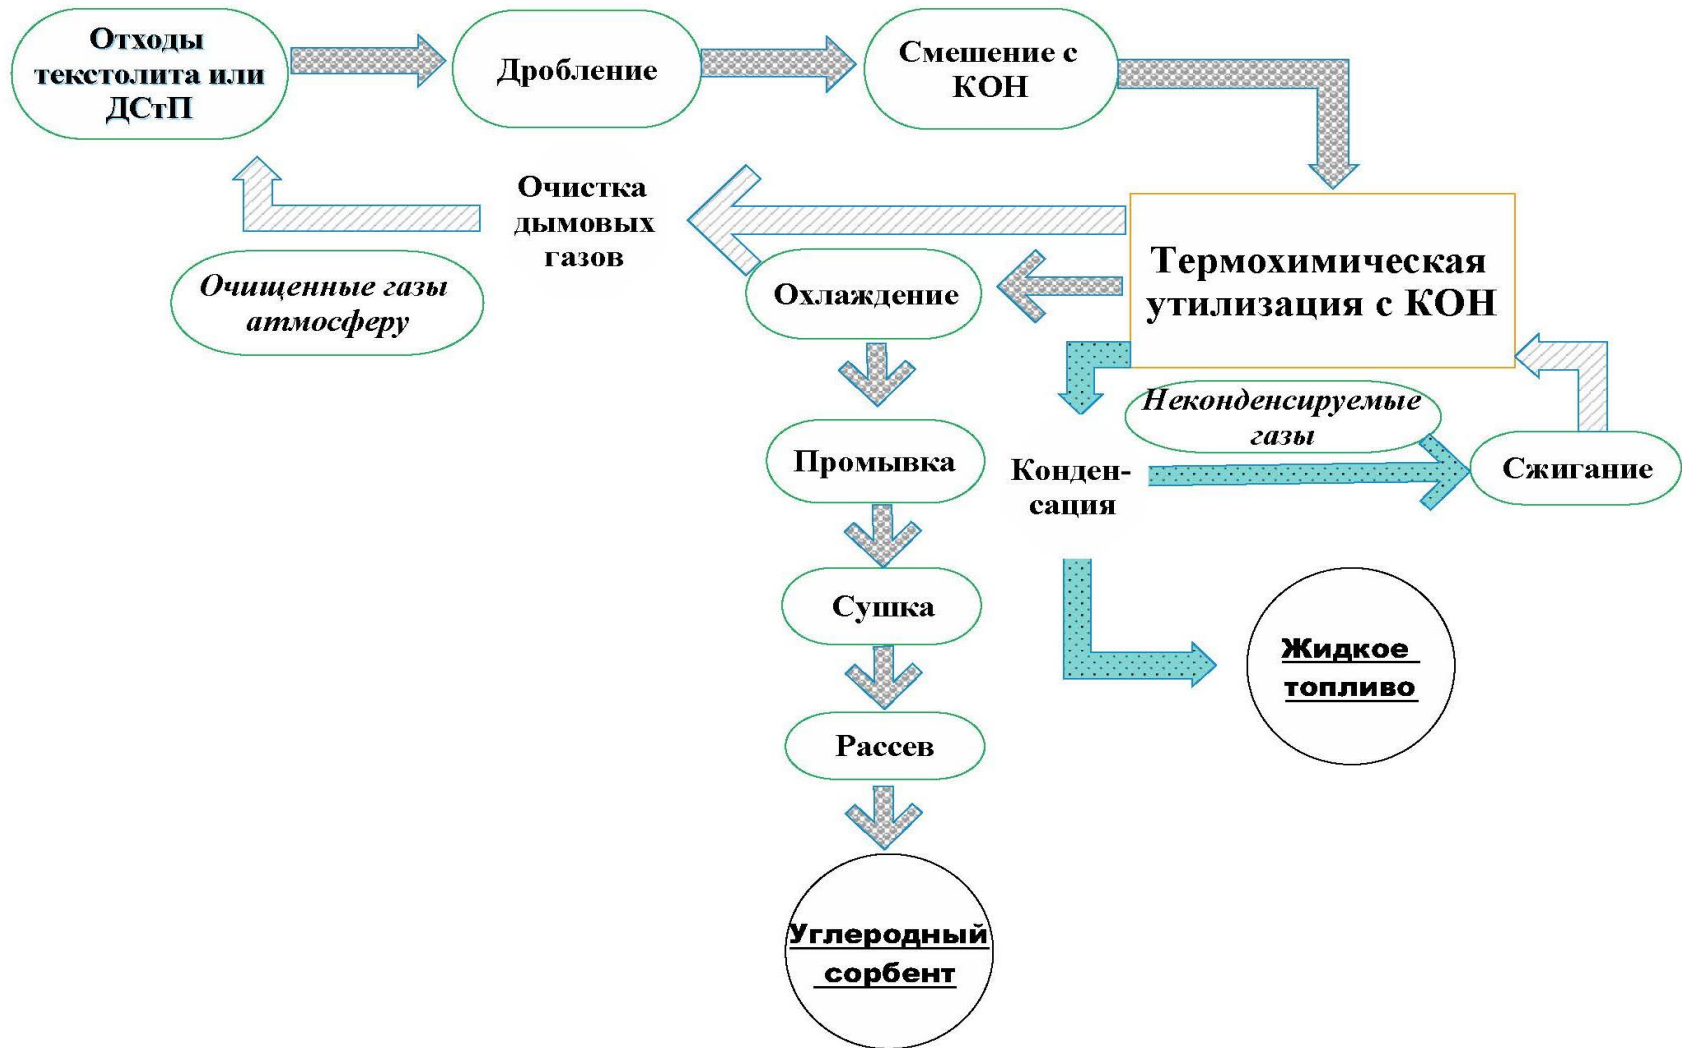 Отходы
текстолита или
ДСтП
Дробление
Смешение с
КОН
Очистка
дымовых
газов
Термохимическая
утилизация с КОН
Очищенные газы
атмосферу
Охлаждение
Неконденсируемые
газы
Промывка
Конден-
сация
Сжигание
Сушка
Жидкое
топливо
Рассев
Углеродный
сорбент